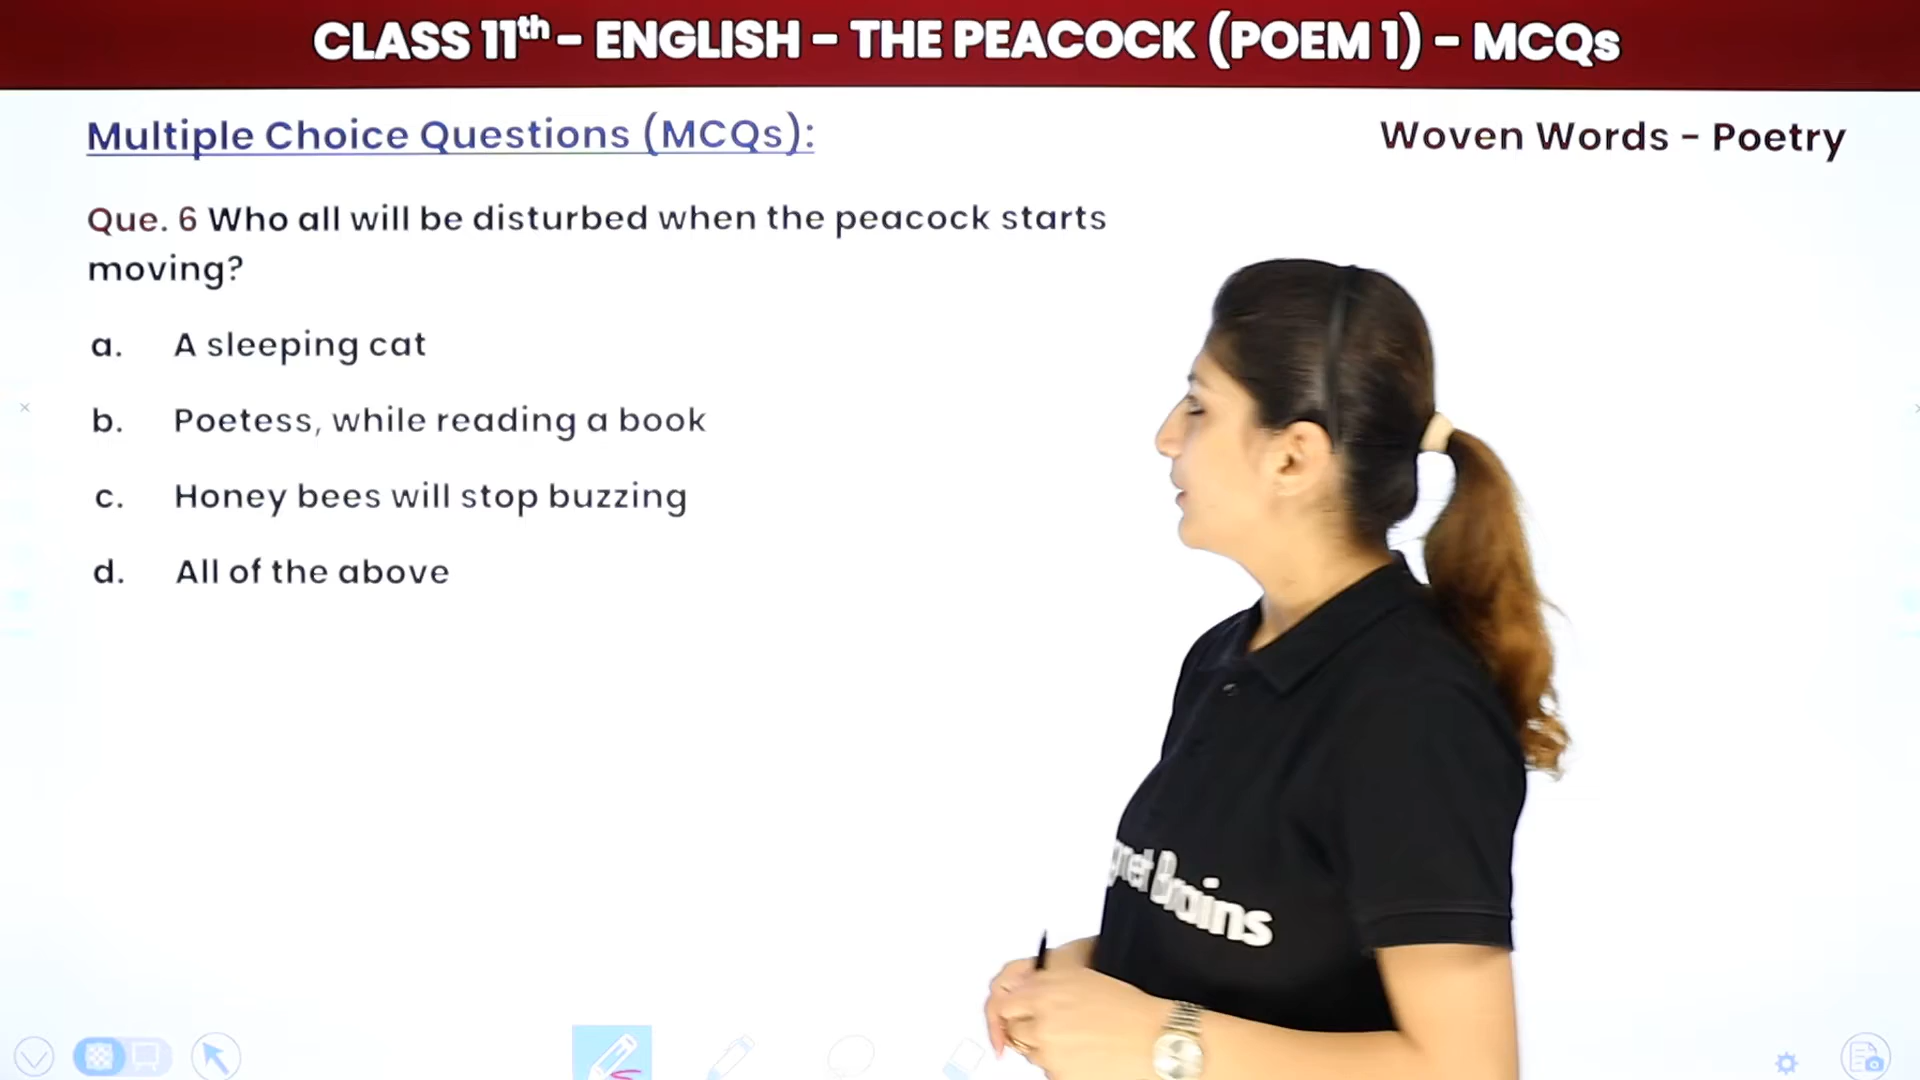 CLASS 11th - ENGLISH - THE PEACOCK (POEM 1) - MCQs
Multiple Choice Questions (MCQs):
Woven Words - Poetry
Que. 6 Who all will be disturbed when the peacock starts
moving?
a. A sleeping cat
b. Poetess, while reading a book
c. Honey bees will stop buzzing
d. All of the above
Brains